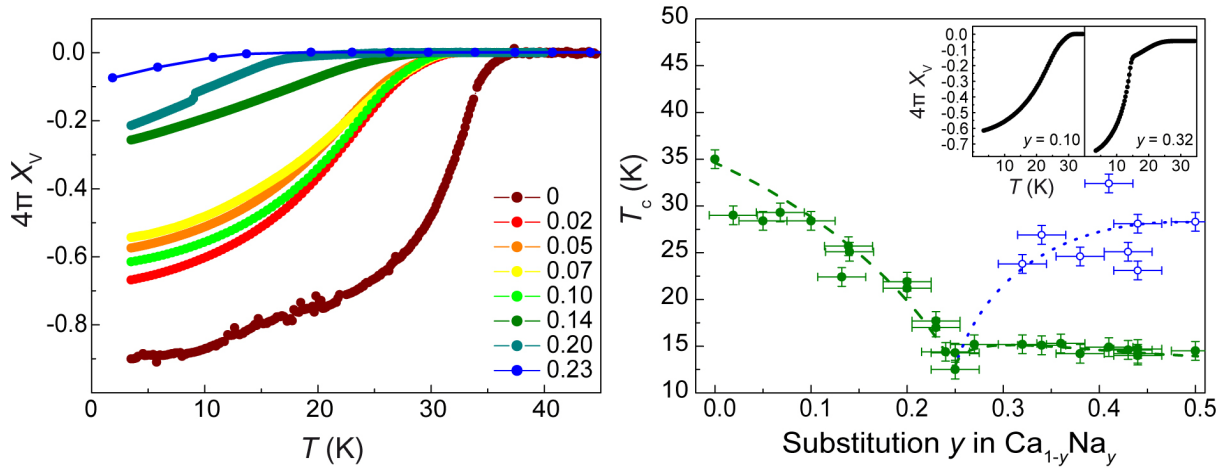 0.0
-0.2
-0.4
-0.6
-0.8
4π X_V
0 10 20 30 40
T (K)
0
0.02
0.05
0.07
0.10
0.14
0.20
0.23
50
45
40
35
30
25
20
15
10
T_c (K)
0.0 0.1 0.2 0.3 0.4 0.5
Substitution y in Ca_{1-y}Na_y
0.0
-0.1
-0.2
-0.3
-0.4
-0.5
-0.6
-0.7
4π X_V
y = 0.10
y = 0.32
10 20 30 10 20 30
T (K) T (K)